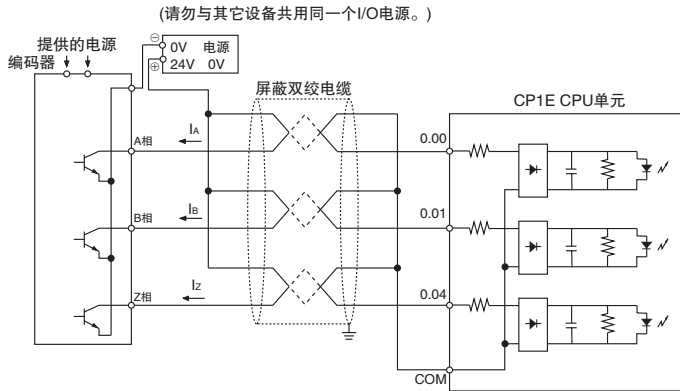 (请勿与其它设备共用同一个I/O电源。)
提供的电源
编码器
⊖ 0V 电源
⊕ 24V 0V
屏蔽双绞电缆
CP1E CPU单元
A相
IA
0.00
B相
IB
0.01
Z相
IZ
0.04
COM